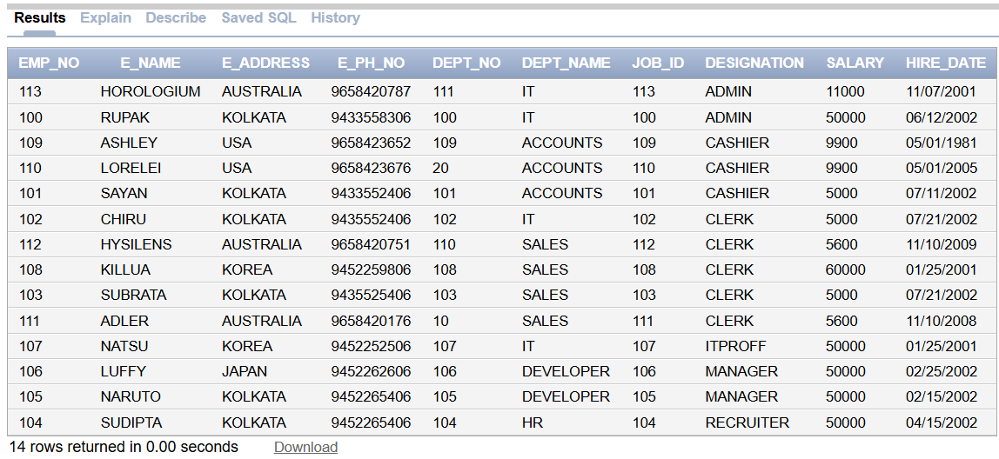 Results Explain Describe Saved SQL History
EMP_NO E_NAME E_ADDRESS E_PH_NO DEPT_NO DEPT_NAME JOB_ID DESIGNATION SALARY HIRE_DATE
113 HOROLOGIUM AUSTRALIA 9658420787 111 IT 113 ADMIN 11000 11/07/2001
100 RUPAK KOLKATA 9433558306 100 IT 100 ADMIN 50000 06/12/2002
109 ASHLEY USA 9658423652 109 ACCOUNTS 109 CASHIER 9900 05/01/1981
110 LORELEI USA 9658423676 20 ACCOUNTS 110 CASHIER 9900 05/01/2005
101 SAYAN KOLKATA 9433552406 101 ACCOUNTS 101 CASHIER 5000 07/11/2002
102 CHIRU KOLKATA 9435552406 102 IT 102 CLERK 5000 07/21/2002
112 HYSILENS AUSTRALIA 9658420751 110 SALES 112 CLERK 5600 11/10/2009
108 KILLUA KOREA 9452259806 108 SALES 108 CLERK 60000 01/25/2001
103 SUBRATA KOLKATA 9435525406 103 SALES 103 CLERK 5000 07/21/2002
111 ADLER AUSTRALIA 9658420176 10 SALES 111 CLERK 5600 11/10/2008
107 NATSU KOREA 9452252506 107 IT 107 ITPROFF 50000 01/25/2001
106 LUFFY JAPAN 9452262606 106 DEVELOPER 106 MANAGER 50000 02/25/2002
105 NARUTO KOLKATA 9452265406 105 DEVELOPER 105 MANAGER 50000 02/15/2002
104 SUDIPTA KOLKATA 9452265406 104 HR 104 RECRUITER 50000 04/15/2002
14 rows returned in 0.00 seconds Download